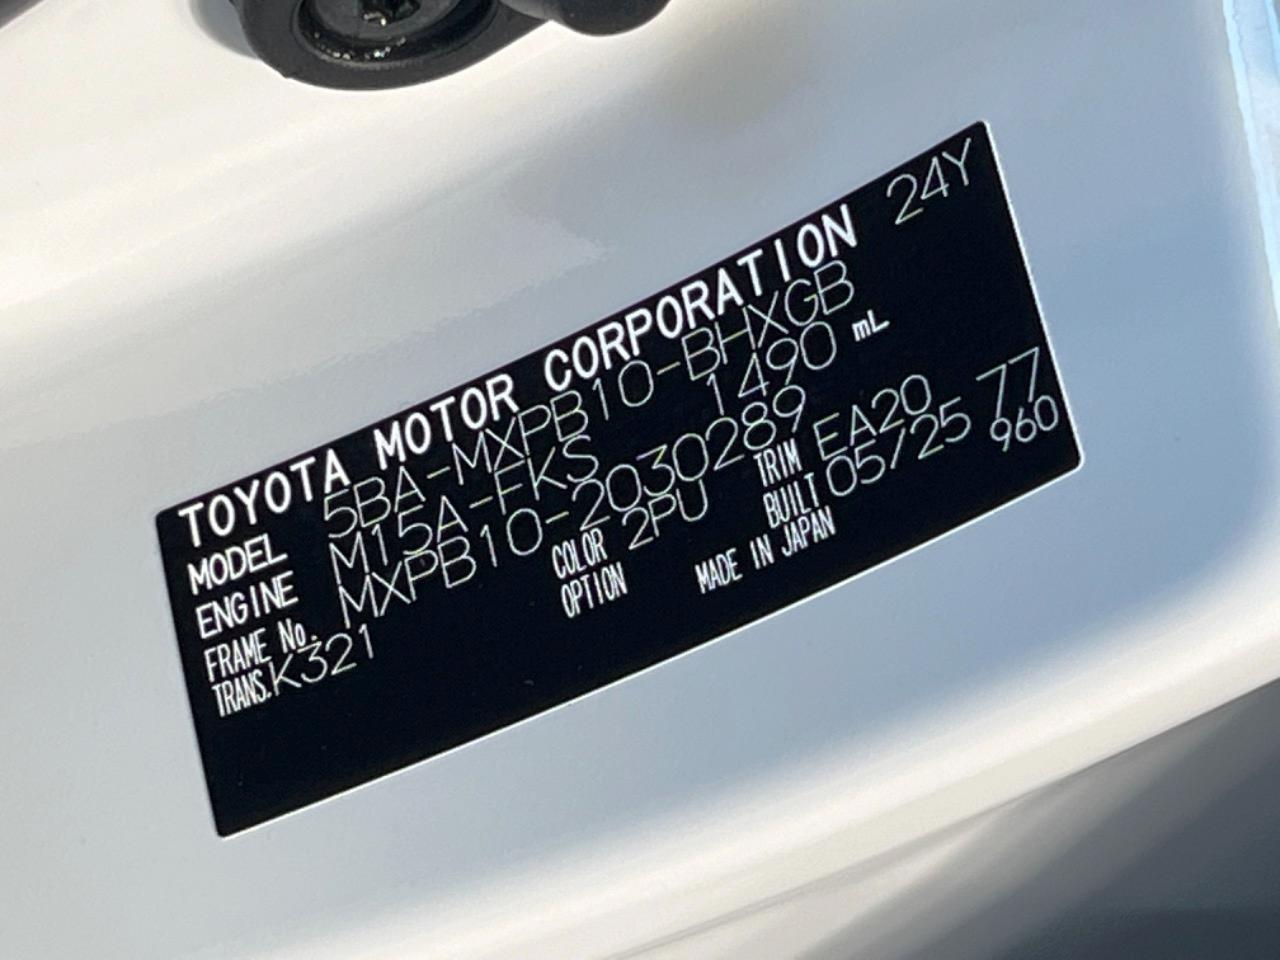 TOYOTA MOTOR CORPORATION 24Y
MODEL 5BA-MXPB10-BHXGB
ENGINE M15A-FKS 1490 mL
FRAME No. MXPB10-2030289
TRANS. K321 COLOR 2PU TRIM EA20 77
OPTION BUILT 05/25 960
MADE IN JAPAN